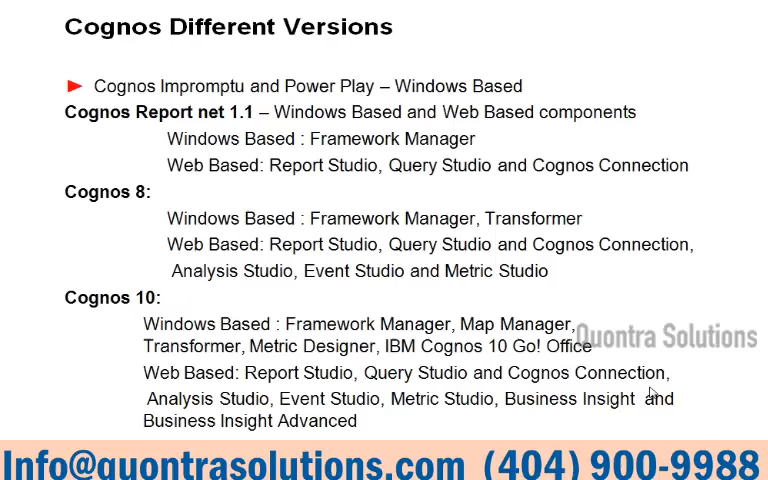 Cognos Different Versions
Cognos Impromptu and Power Play – Windows Based
Cognos Report net 1.1 – Windows Based and Web Based components
Windows Based : Framework Manager
Web Based: Report Studio, Query Studio and Cognos Connection
Cognos 8:
Windows Based : Framework Manager, Transformer
Web Based: Report Studio, Query Studio and Cognos Connection,
Analysis Studio, Event Studio and Metric Studio
Cognos 10:
Windows Based : Framework Manager, Map Manager,
Quontra Solutions
Transformer, Metric Designer, IBM Cognos 10 Go! Office
Web Based: Report Studio, Query Studio and Cognos Connection,
Analysis Studio, Event Studio, Metric Studio, Business Insight and
Business Insight Advanced
Info@quontrasolutions.com (404) 900-9988